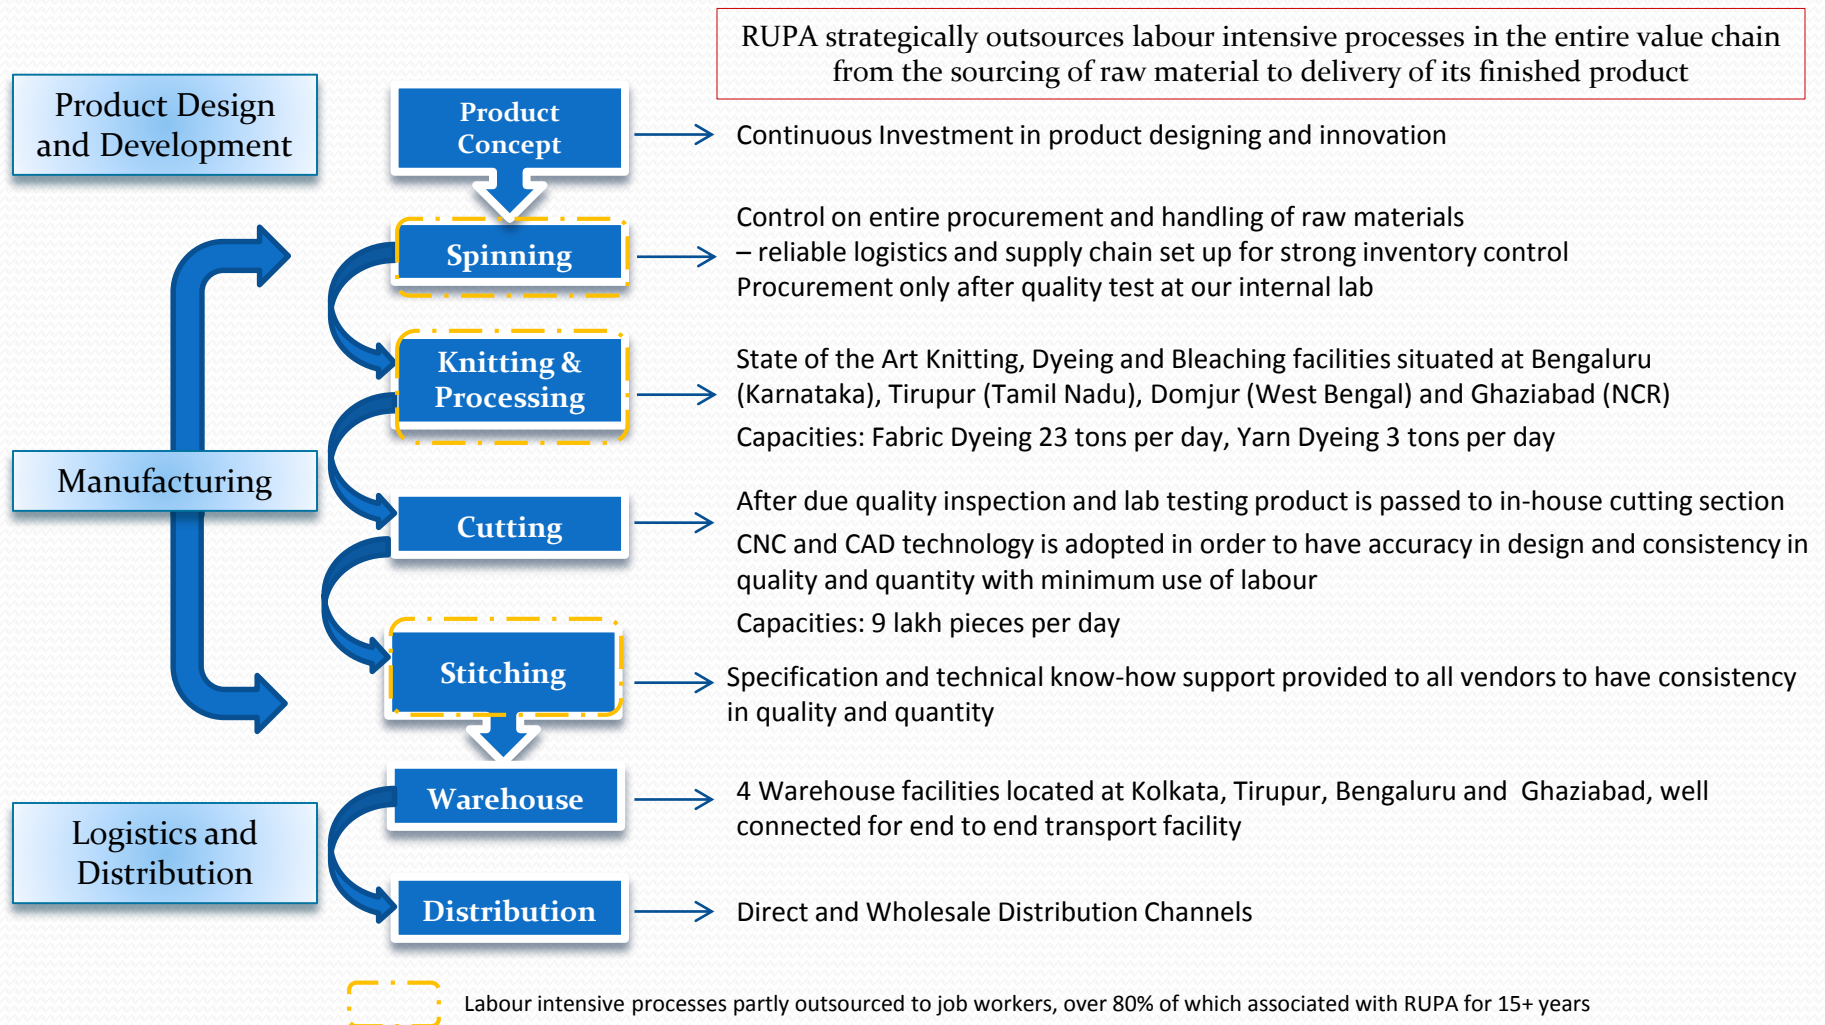 RUPA strategically outsources labour intensive processes in the entire value chain
from the sourcing of raw material to delivery of its finished product
Product Design
and Development
Product
Concept
Continuous Investment in product designing and innovation
Spinning
Control on entire procurement and handling of raw materials
– reliable logistics and supply chain set up for strong inventory control
Procurement only after quality test at our internal lab
Knitting &
Processing
State of the Art Knitting, Dyeing and Bleaching facilities situated at Bengaluru
(Karnataka), Tirupur (Tamil Nadu), Domjur (West Bengal) and Ghaziabad (NCR)
Capacities: Fabric Dyeing 23 tons per day, Yarn Dyeing 3 tons per day
Manufacturing
Cutting
After due quality inspection and lab testing product is passed to in-house cutting section
CNC and CAD technology is adopted in order to have accuracy in design and consistency in
quality and quantity with minimum use of labour
Capacities: 9 lakh pieces per day
Stitching
Specification and technical know-how support provided to all vendors to have consistency
in quality and quantity
Logistics and
Distribution
Warehouse
4 Warehouse facilities located at Kolkata, Tirupur, Bengaluru and  Ghaziabad, well
connected for end to end transport facility
Distribution
Direct and Wholesale Distribution Channels
Labour intensive processes partly outsourced to job workers, over 80% of which associated with RUPA for 15+ years